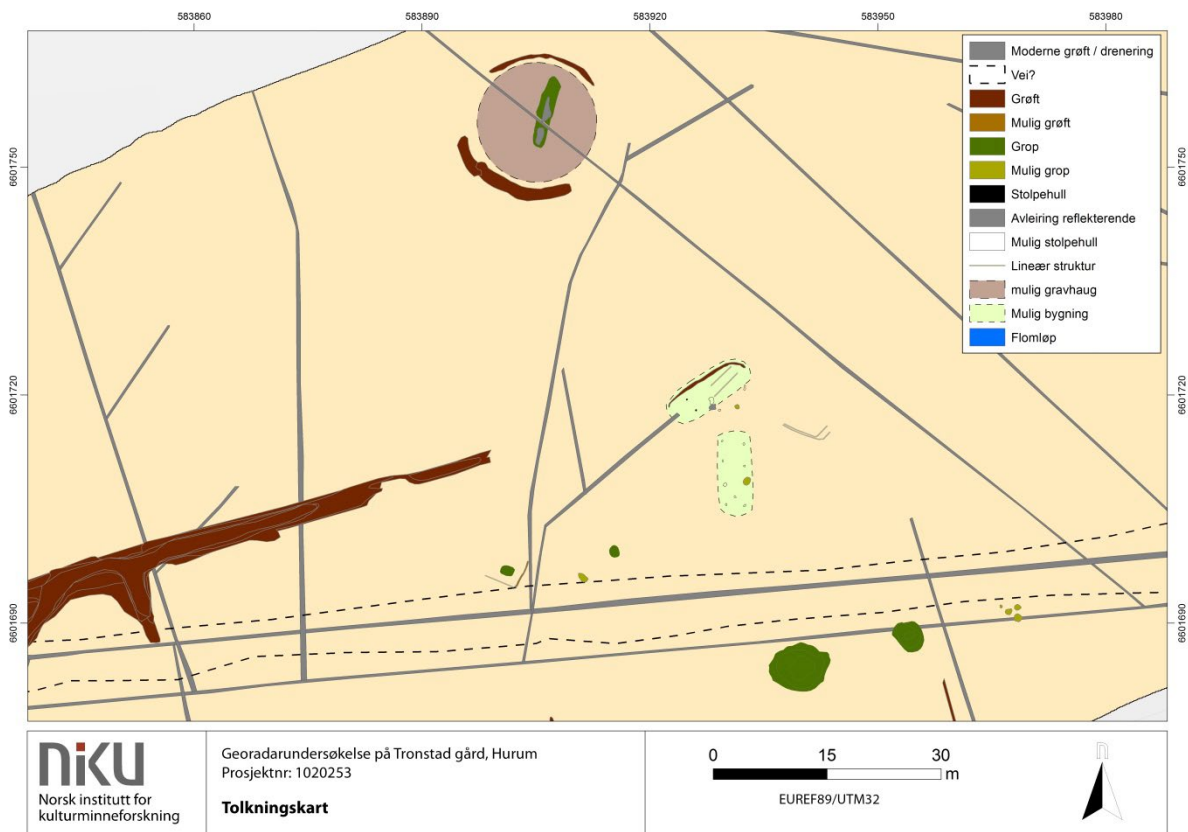 583860
583890
583920
583950
583980
6601750
6601720
6601690
6601750
6601720
6601690
Moderne grøft / drenering
Vei?
Grøft
Mulig grøft
Grop
Mulig grop
Stolpehull
Avleiring reflekterende
Mulig stolpehull
Lineær struktur
mulig gravhaug
Mulig bygning
Flomløp
niKU
Norsk institutt for
kulturminneforskning
Georadarundersøkelse på Tronstad gård, Hurum
Prosjektnr: 1020253
Tolkningskart
0 15 30
m
EUREF89/UTM32
n